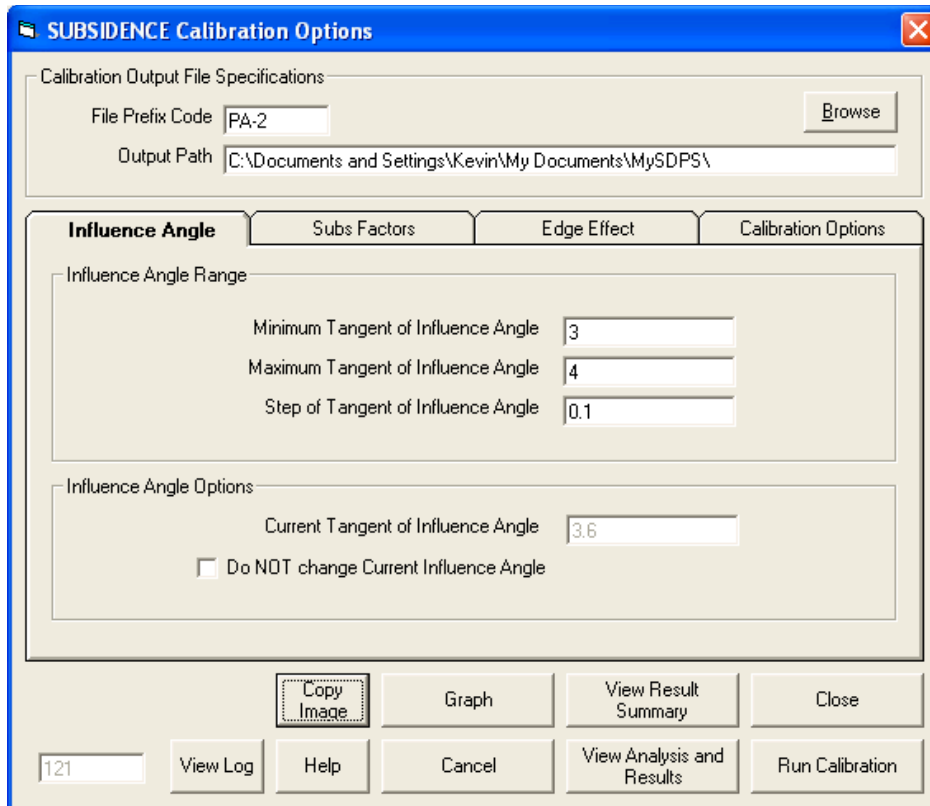 SUBSIDENCE Calibration Options
Calibration Output File Specifications
File Prefix Code PA-2 Browse
Output Path C:\Documents and Settings\Kevin\My Documents\MySDPS\
Influence Angle Subs Factors Edge Effect Calibration Options
Influence Angle Range
Minimum Tangent of Influence Angle 3
Maximum Tangent of Influence Angle 4
Step of Tangent of Influence Angle 0.1
Influence Angle Options
Current Tangent of Influence Angle 3.6
Do NOT change Current Influence Angle
Copy Image Graph View Result Summary Close
121 View Log Help Cancel View Analysis and Results Run Calibration